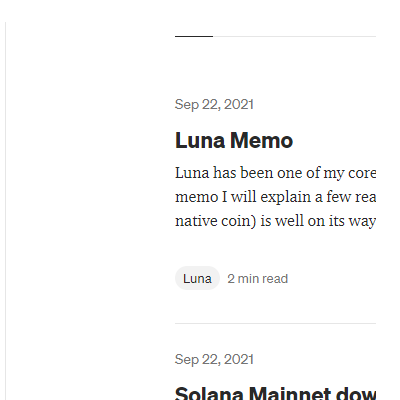 Sep 22, 2021
Luna Memo
Luna has been one of my core
memo I will explain a few rea
native coin) is well on its way
Luna 2 min read
Sep 22, 2021
Solana Mainnet dow